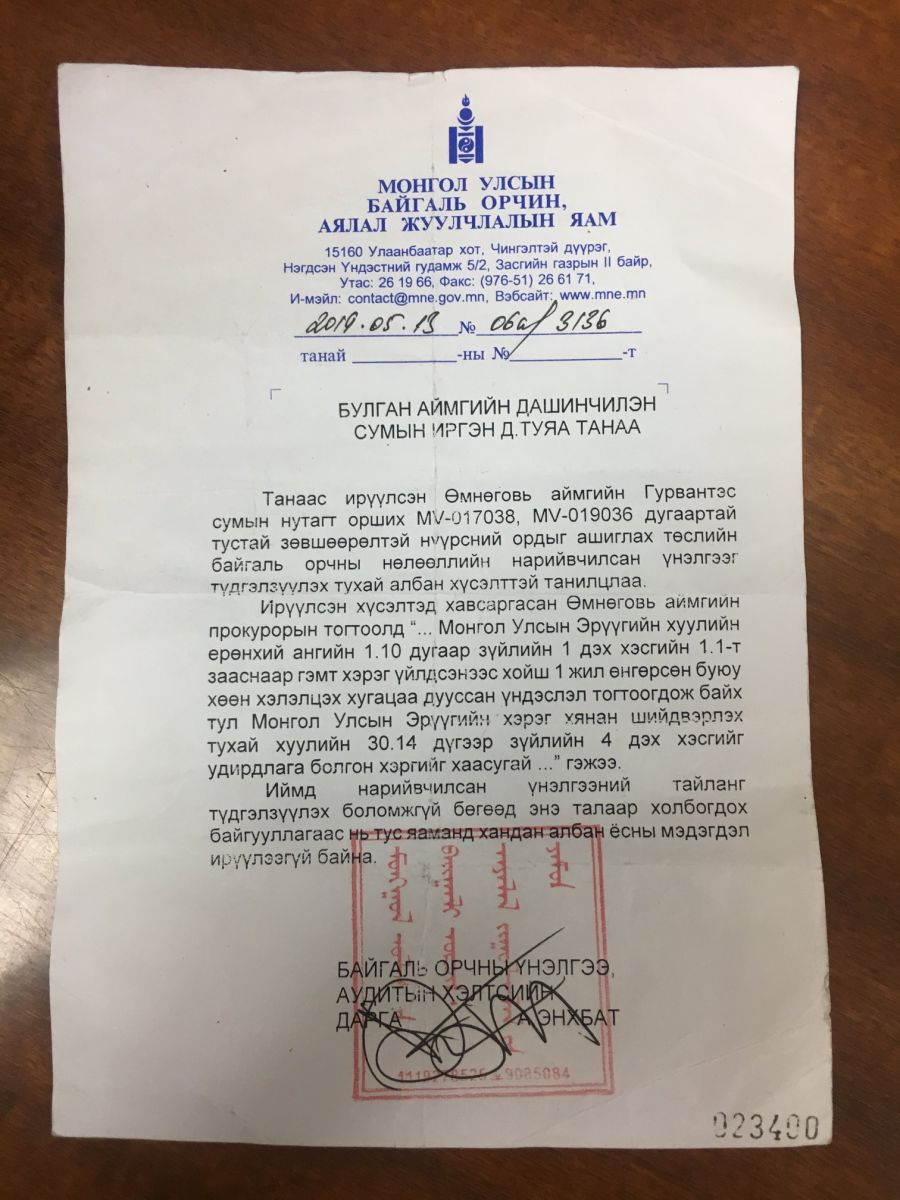 МОНГОЛ УЛСЫН
БАЙГАЛЬ ОРЧИН,
АЯЛАЛ ЖУУЛЧЛАЛЫН ЯАМ
15160 Улаанбаатар хот, Чингэлтэй дүүрэг,
Нэгдсэн Үндэстний гудамж 5/2, Засгийн газрын II байр,
Утас: 26 19 66, Факс: (976-51) 26 61 71,
И-мэйл: contact@mne.gov.mn, Вэбсайт: www.mne.mn
2019.05.13 № 3136
танай ____________-ны №____________-т
БУЛГАН АЙМГИЙН ДАШИНЧИЛЭН
СУМЫН ИРГЭН Д.ТУЯА ТАНАА
Танаас ирүүлсэн Өмнөговь аймгийн Гурвантэс
сумын нутагт орших MV-017038, MV-019036 дугаартай
тустай зөвшөөрөлтэй нүүрсний ордыг ашиглах төслийн
байгаль орчны нөлөөллийн нарийвчилсан үнэлгээг
түдгэлзүүлэх тухай албан хүсэлттэй танилцлаа.
Ирүүлсэн хүсэлтэд хавсаргасан Өмнөговь аймгийн
прокурорын тогтоолд “... Монгол Улсын Эрүүгийн хуулийн
ерөнхий ангийн 1.10 дугаар зүйлийн 1 дэх хэсгийн 1.1-т
зааснаар гэмт хэрэг үйлдсэнээс хойш 1 жил өнгөрсөн буюу
хөөн хэлэлцэх хугацаа дууссан үндэслэл тогтоогдож байх
тул Монгол Улсын Эрүүгийн хэрэг хянан шийдвэрлэх
тухай хуулийн 30.14 дүгээр зүйлийн 4 дэх хэсгийг
удирдлага болгон хэргийг хаасугай ...” гэжээ.
Иймд нарийвчилсан үнэлгээний тайланг
түдгэлзүүлэх боломжгүй бөгөөд энэ талаар холбогдох
байгууллагаас нь тус яаманд хандан албан ёсны мэдэгдэл
ирүүлээгүй байна.
БАЙГАЛЬ ОРЧНЫ ҮНЭЛГЭЭ,
АУДИТЫН ХЭЛТСИЙН
ДАРГА А.ЭНХБАТ
9085084
023400